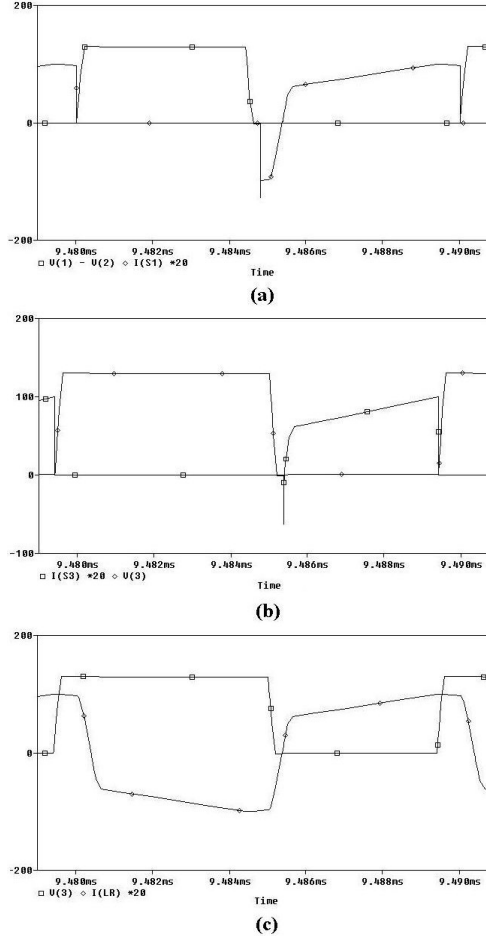 200
0
-200
9.480ms 9.482ms 9.484ms 9.486ms 9.488ms 9.490ms
V(1) - V(2) I(S1) *20
Time
(a)
200
100
0
-100
9.480ms 9.482ms 9.484ms 9.486ms 9.488ms 9.490ms
I(S3) *20 V(3)
Time
(b)
200
0
-200
9.480ms 9.482ms 9.484ms 9.486ms 9.488ms 9.490ms
V(3) I(LR) *20
Time
(c)